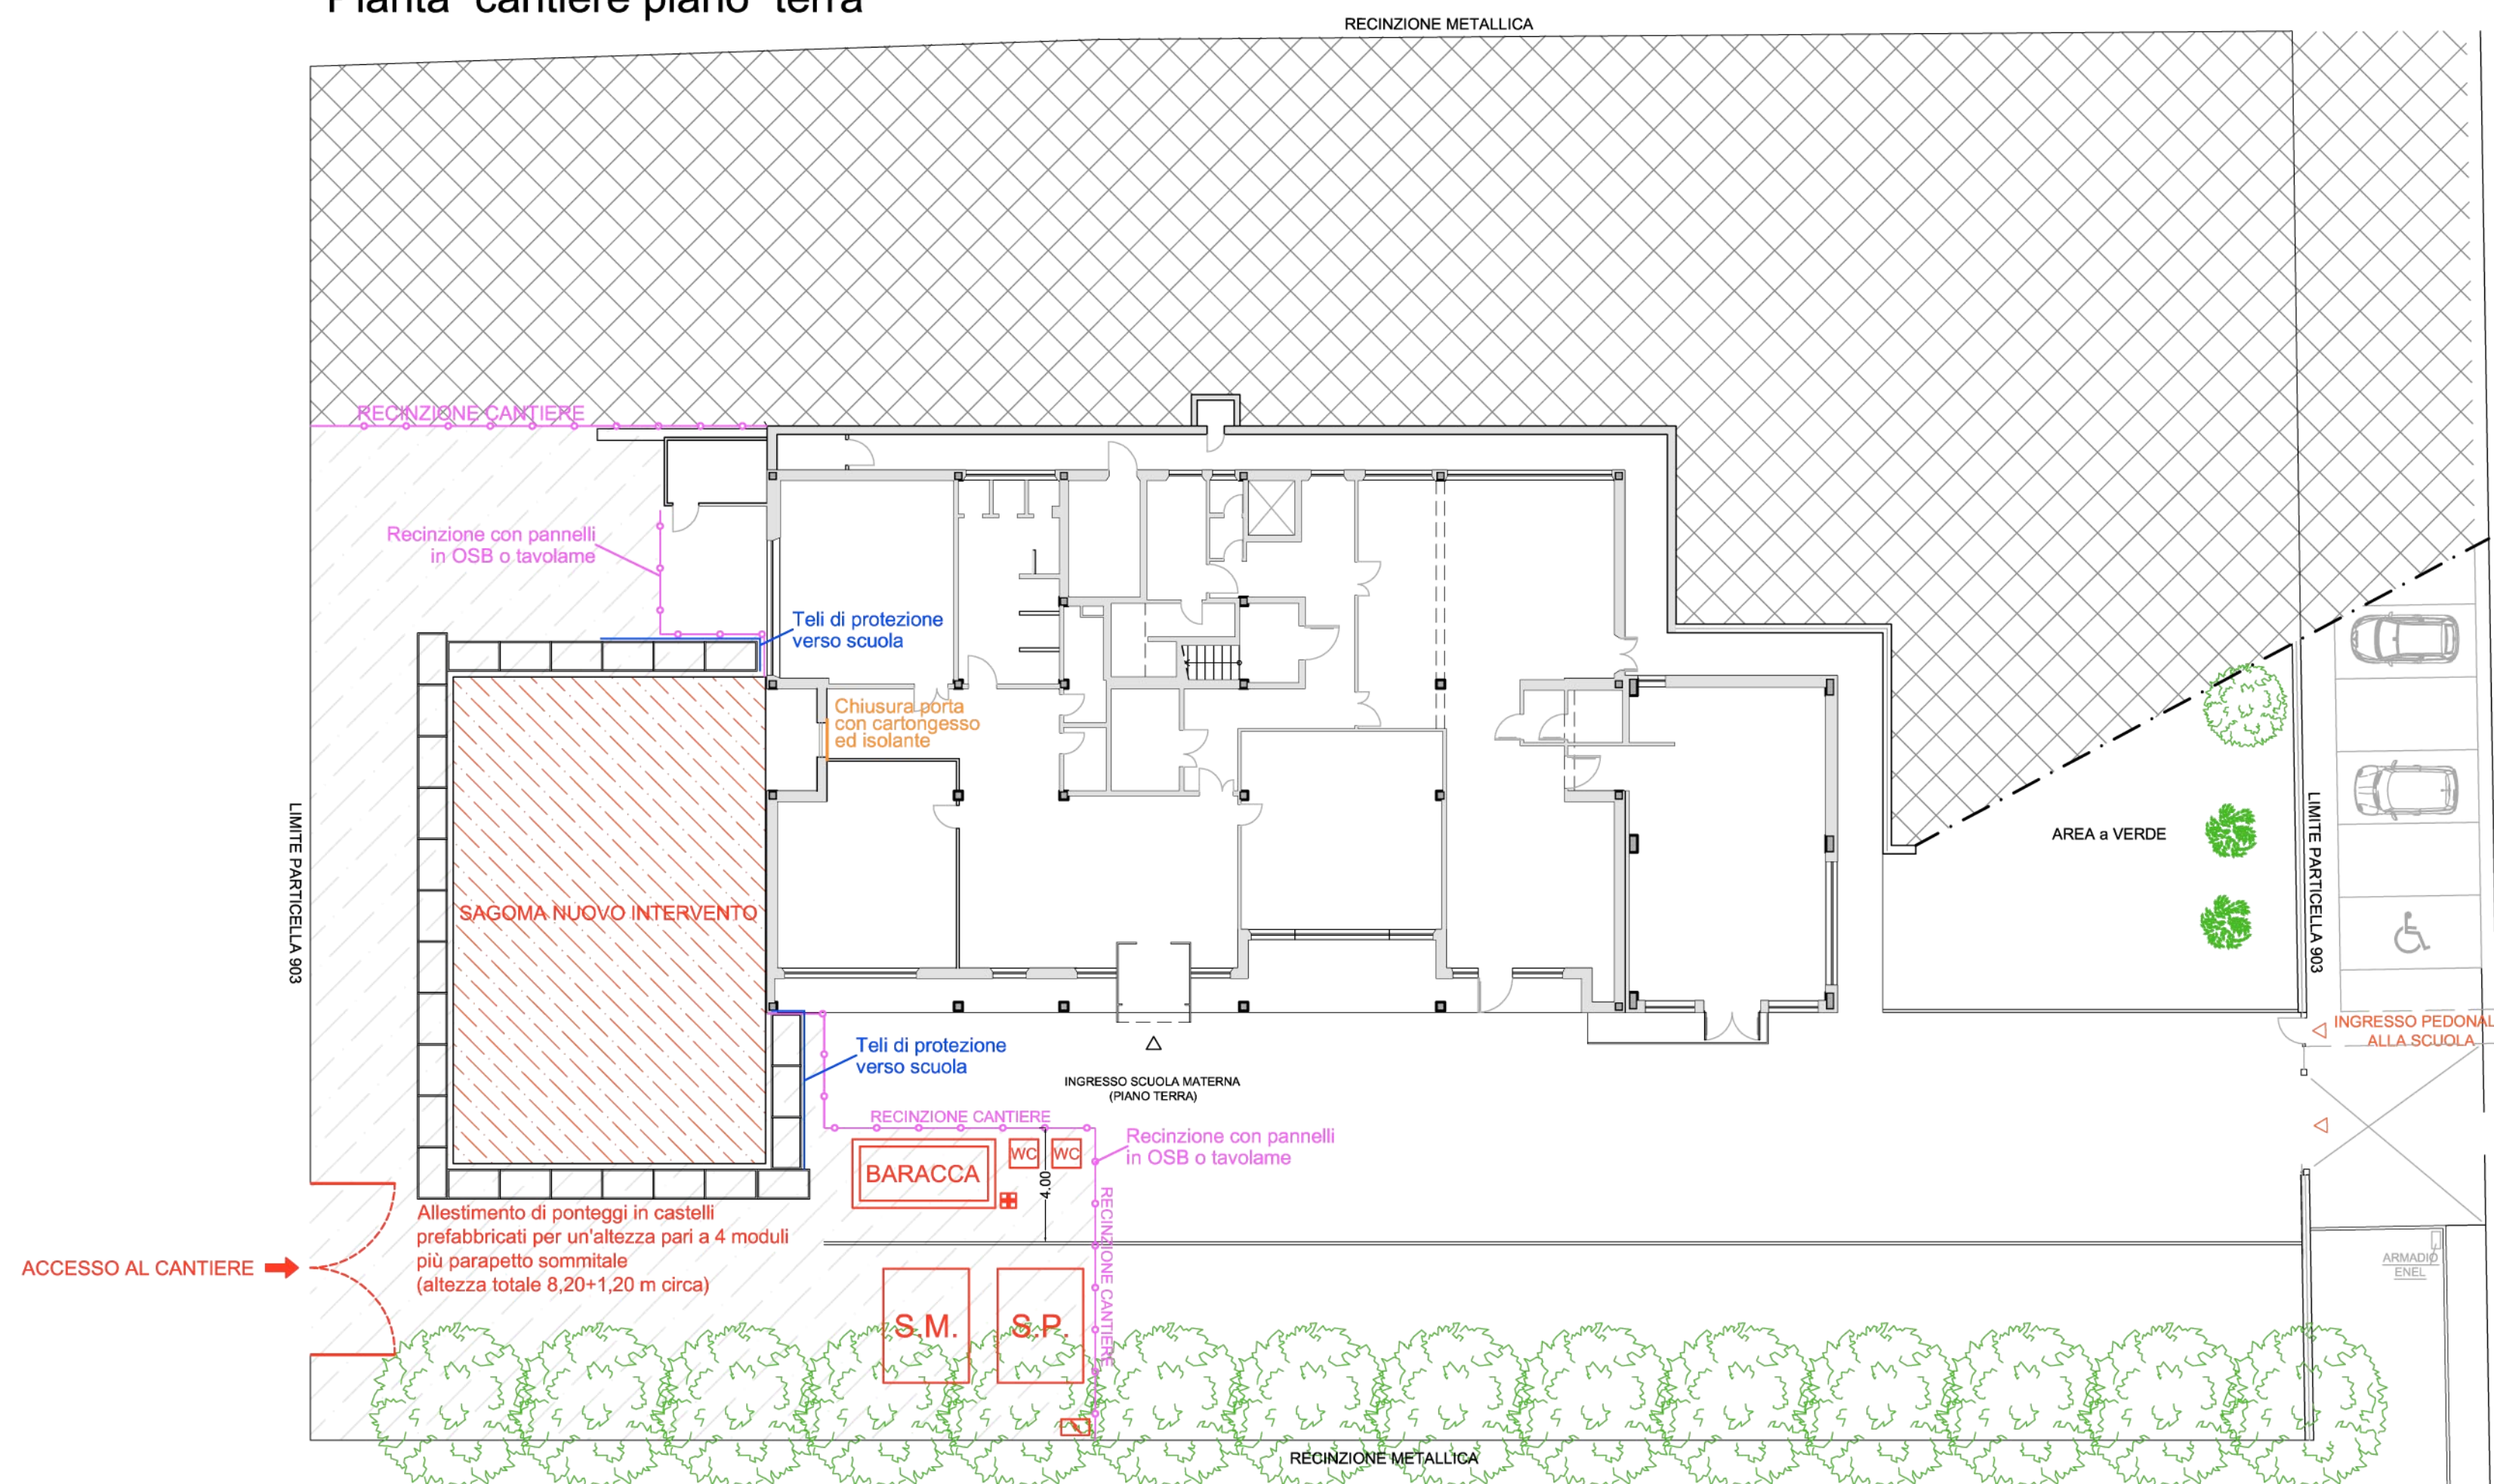 Pianta cantiere piano terra
RECINZIONE METALLICA
RECINZIONE CANTIERE
Recinzione con pannelli
in OSB o tavolame
Teli di protezione
verso scuola
Chiusura porta
con cartongesso
ed isolante
LIMITE PARTICELLA 903
SAGOMA NUOVO INTERVENTO
AREA a VERDE
LIMITE PARTICELLA 903
INGRESSO PEDONAL
ALLA SCUOLA
Teli di protezione
verso scuola
INGRESSO SCUOLA MATERNA
(PIANO TERRA)
RECINZIONE CANTIERE
Recinzione con pannelli
in OSB o tavolame
BARACCA
WC
WC
4.00
RECINZIONE CANTIERE
Allestimento di ponteggi in castelli
prefabbricati per un'altezza pari a 4 moduli
più parapetto sommitale
(altezza totale 8,20+1,20 m circa)
ACCESSO AL CANTIERE
S.M.
S.P.
ARMADIO
ENEL
RECINZIONE METALLICA